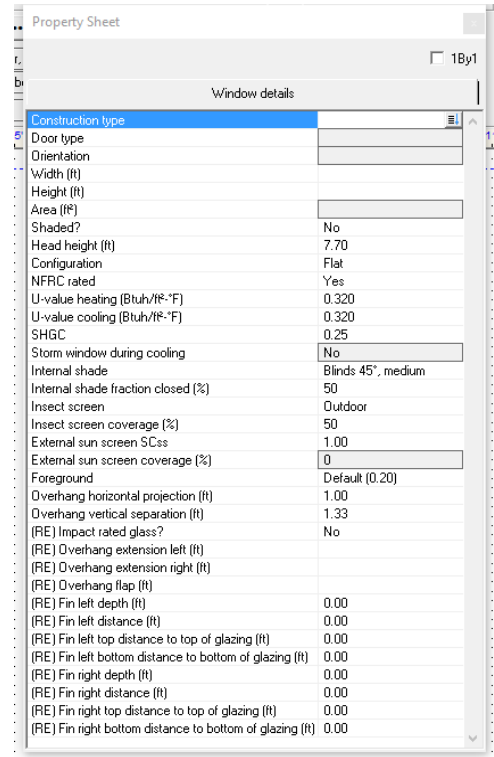 Property Sheet
1By1
Window details
Construction type
Door type
Orientation
Width (ft)
Height (ft)
Area (ft²)
Shaded? No
Head height (ft) 7.70
Configuration Flat
NFRC rated Yes
U-value heating (Btuh/ft²-°F) 0.320
U-value cooling (Btuh/ft²-°F) 0.320
SHGC 0.25
Storm window during cooling No
Internal shade Blinds 45°, medium
Internal shade fraction closed (%) 50
Insect screen Outdoor
Insect screen coverage (%) 50
External sun screen SCss 1.00
External sun screen coverage (%) 0
Foreground Default (0.20)
Overhang horizontal projection (ft) 1.00
Overhang vertical separation (ft) 1.33
(RE) Impact rated glass? No
(RE) Overhang extension left (ft)
(RE) Overhang extension right (ft)
(RE) Overhang flap (ft)
(RE) Fin left depth (ft) 0.00
(RE) Fin left distance (ft) 0.00
(RE) Fin left top distance to top of glazing (ft) 0.00
(RE) Fin left bottom distance to bottom of glazing (ft) 0.00
(RE) Fin right depth (ft) 0.00
(RE) Fin right distance (ft) 0.00
(RE) Fin right top distance to top of glazing (ft) 0.00
(RE) Fin right bottom distance to bottom of glazing (ft) 0.00